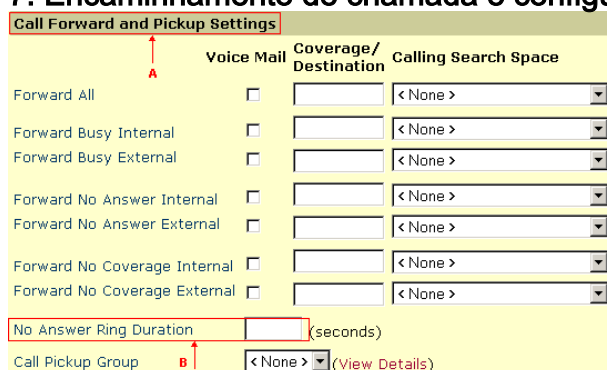 7. Encaminhamento de chamada e configu
Call Forward and Pickup Settings
A
Voice Mail Coverage/ Destination Calling Search Space
Forward All < None >
Forward Busy Internal < None >
Forward Busy External < None >
Forward No Answer Internal < None >
Forward No Answer External < None >
Forward No Coverage Internal < None >
Forward No Coverage External < None >
No Answer Ring Duration (seconds)
Call Pickup Group B < None > (View Details)